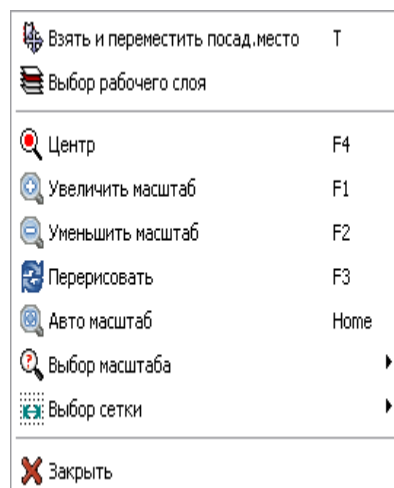 Взять и переместить посад.место T
Выбор рабочего слоя
Центр F4
Увеличить масштаб F1
Уменьшить масштаб F2
Перерисовать F3
Авто масштаб Home
Выбор масштаба
Выбор сетки
Закрыть